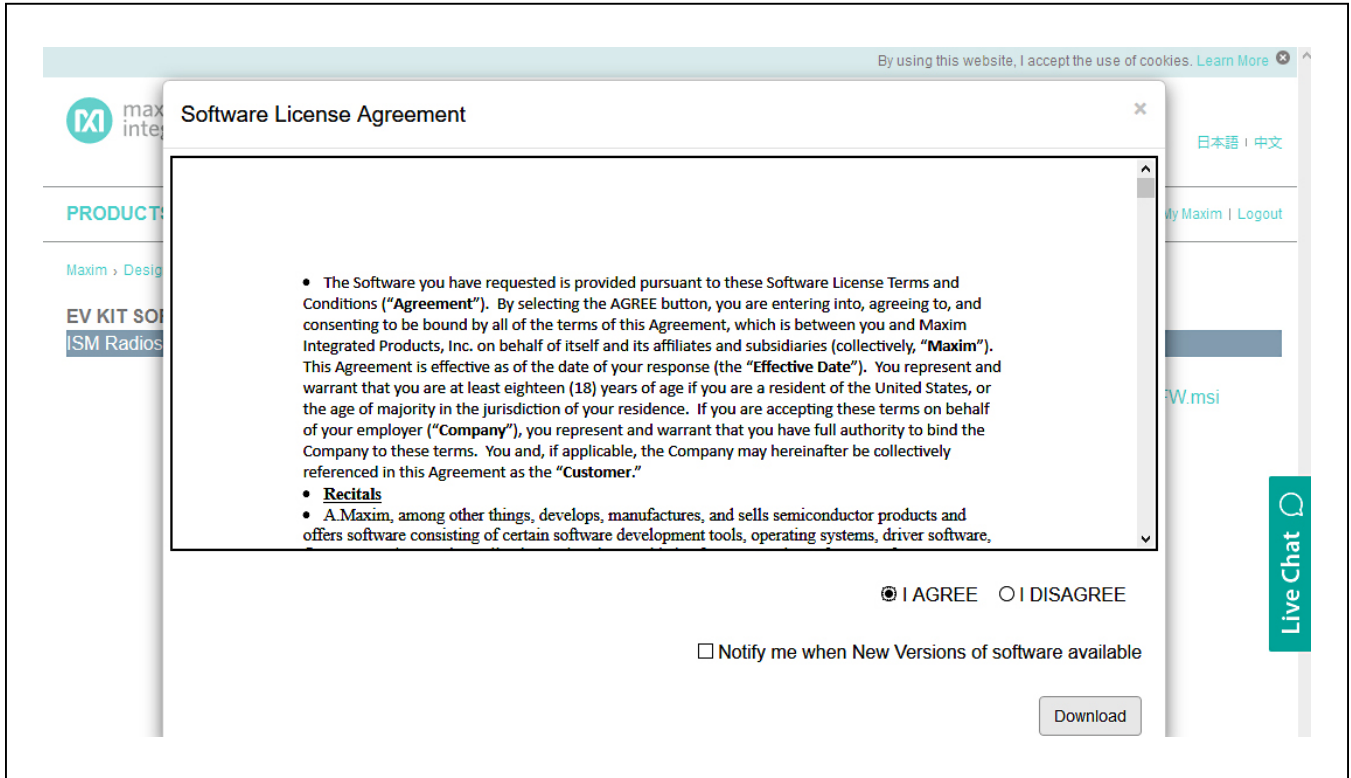 By using this website, I accept the use of cookies. Learn More
max
inte
日本語 | 中文
PRODUCTS
My Maxim | Logout
Maxim › Desig
EV KIT SOF
ISM Radios
FW.msi
Software License Agreement
• The Software you have requested is provided pursuant to these Software License Terms and
Conditions (“Agreement”). By selecting the AGREE button, you are entering into, agreeing to, and
consenting to be bound by all of the terms of this Agreement, which is between you and Maxim
Integrated Products, Inc. on behalf of itself and its affiliates and subsidiaries (collectively, “Maxim”).
This Agreement is effective as of the date of your response (the “Effective Date”). You represent and
warrant that you are at least eighteen (18) years of age if you are a resident of the United States, or
the age of majority in the jurisdiction of your residence. If you are accepting these terms on behalf
of your employer (“Company”), you represent and warrant that you have full authority to bind the
Company to these terms. You and, if applicable, the Company may hereinafter be collectively
referenced in this Agreement as the “Customer.”
• Recitals
• A.Maxim, among other things, develops, manufactures, and sells semiconductor products and
offers software consisting of certain software development tools, operating systems, driver software,
I AGREE I DISAGREE
Notify me when New Versions of software available
Download
Live Chat